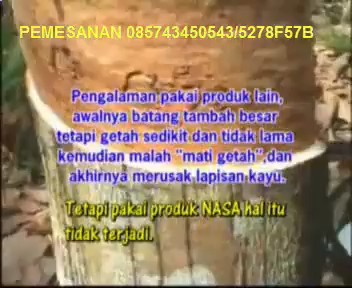 PEMESANAN 085743450543/5278F57B
Pengalaman pakai produk lain,
awalnya batang tambah besar
tetapi getah sedikit dan tidak lama
kemudian malah "mati getah",dan
akhirnya merusak lapisan kayu.
Tetapi pakai produk NASA hal itu
tidak terjadi.